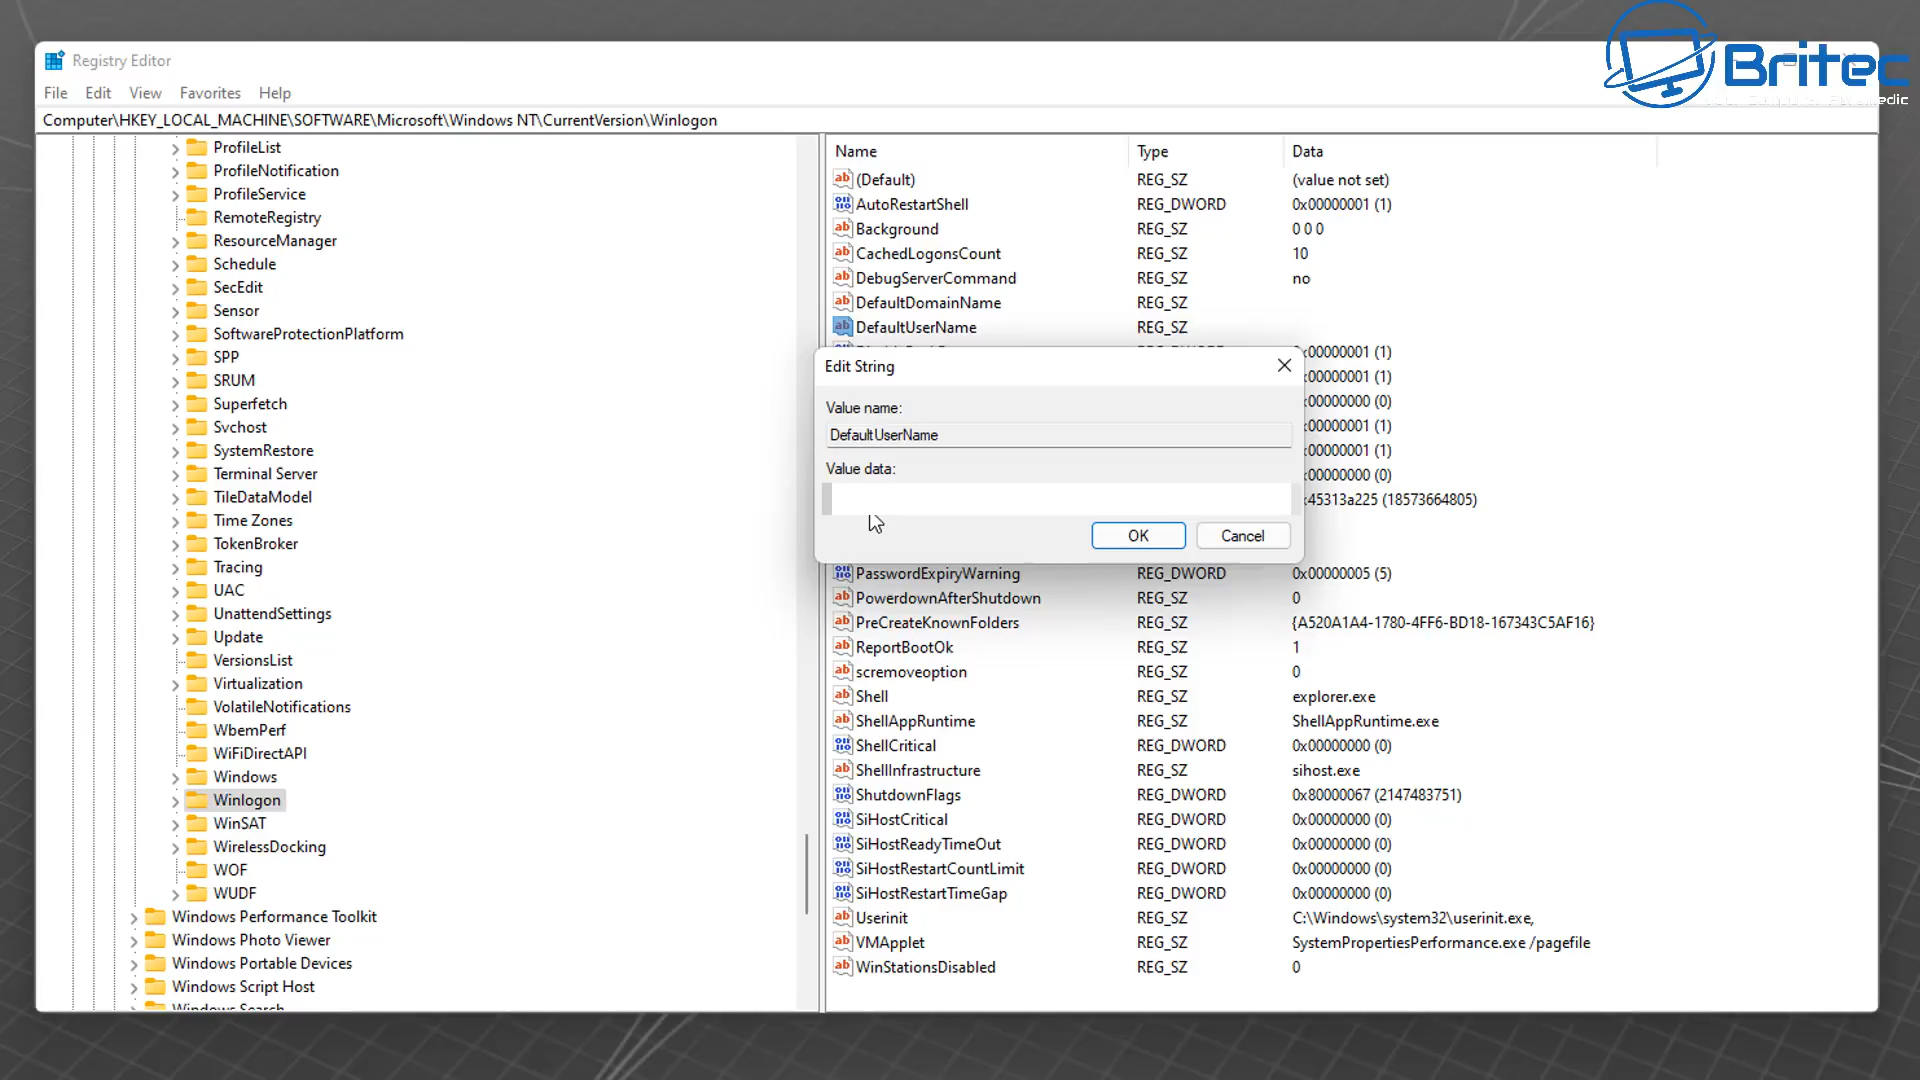 Britec
Registry Editor
File Edit View Favorites Help
Computer\HKEY_LOCAL_MACHINE\SOFTWARE\Microsoft\Windows NT\CurrentVersion\Winlogon
ProfileList
ProfileNotification
ProfileService
RemoteRegistry
ResourceManager
Schedule
SecEdit
Sensor
SoftwareProtectionPlatform
SPP
SRUM
Superfetch
Svchost
SystemRestore
Terminal Server
TileDataModel
Time Zones
TokenBroker
Tracing
UAC
UnattendSettings
Update
VersionsList
Virtualization
VolatileNotifications
WbemPerf
WiFiDirectAPI
Windows
Winlogon
WinSAT
WirelessDocking
WOF
WUDF
Windows Performance Toolkit
Windows Photo Viewer
Windows Portable Devices
Windows Script Host
Windows Search
Name Type Data
(Default) REG_SZ (value not set)
AutoRestartShell REG_DWORD 0x00000001 (1)
Background REG_SZ 0 0 0
CachedLogonsCount REG_SZ 10
DebugServerCommand REG_SZ no
DefaultDomainName REG_SZ
DefaultUserName REG_SZ
x00000001 (1)
x00000001 (1)
x00000000 (0)
x00000001 (1)
x00000001 (1)
x00000000 (0)
x45313a225 (18573664805)
Edit String
Value name:
DefaultUserName
Value data:
OK Cancel
PasswordExpiryWarning REG_DWORD 0x00000005 (5)
PowerdownAfterShutdown REG_SZ 0
PreCreateKnownFolders REG_SZ {A520A1A4-1780-4FF6-BD18-167343C5AF16}
ReportBootOk REG_SZ 1
scremoveoption REG_SZ 0
Shell REG_SZ explorer.exe
ShellAppRuntime REG_SZ ShellAppRuntime.exe
ShellCritical REG_DWORD 0x00000000 (0)
ShellInfrastructure REG_SZ sihost.exe
ShutdownFlags REG_DWORD 0x80000067 (2147483751)
SiHostCritical REG_DWORD 0x00000000 (0)
SiHostReadyTimeOut REG_DWORD 0x00000000 (0)
SiHostRestartCountLimit REG_DWORD 0x00000000 (0)
SiHostRestartTimeGap REG_DWORD 0x00000000 (0)
Userinit REG_SZ C:\Windows\system32\userinit.exe,
VMApplet REG_SZ SystemPropertiesPerformance.exe /pagefile
WinStationsDisabled REG_SZ 0